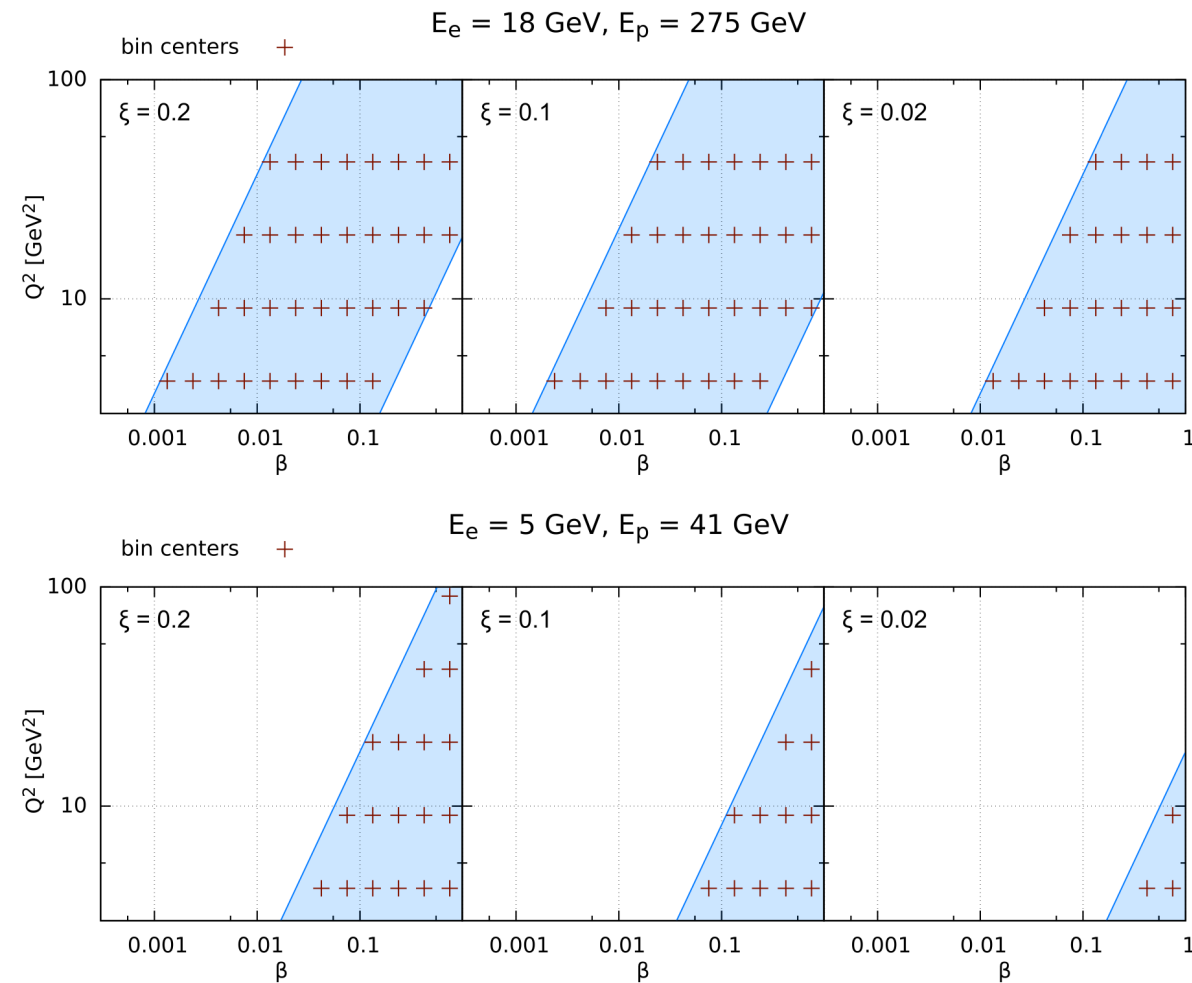 E_e = 18 GeV, E_p = 275 GeV
bin centers
100
ξ = 0.2
ξ = 0.1
ξ = 0.02
Q² [GeV²]
10
0.001 0.01 0.1 0.001 0.01 0.1 0.001 0.01 0.1 1
β β β
E_e = 5 GeV, E_p = 41 GeV
bin centers
100
ξ = 0.2
ξ = 0.1
ξ = 0.02
Q² [GeV²]
10
0.001 0.01 0.1 0.001 0.01 0.1 0.001 0.01 0.1 1
β β β